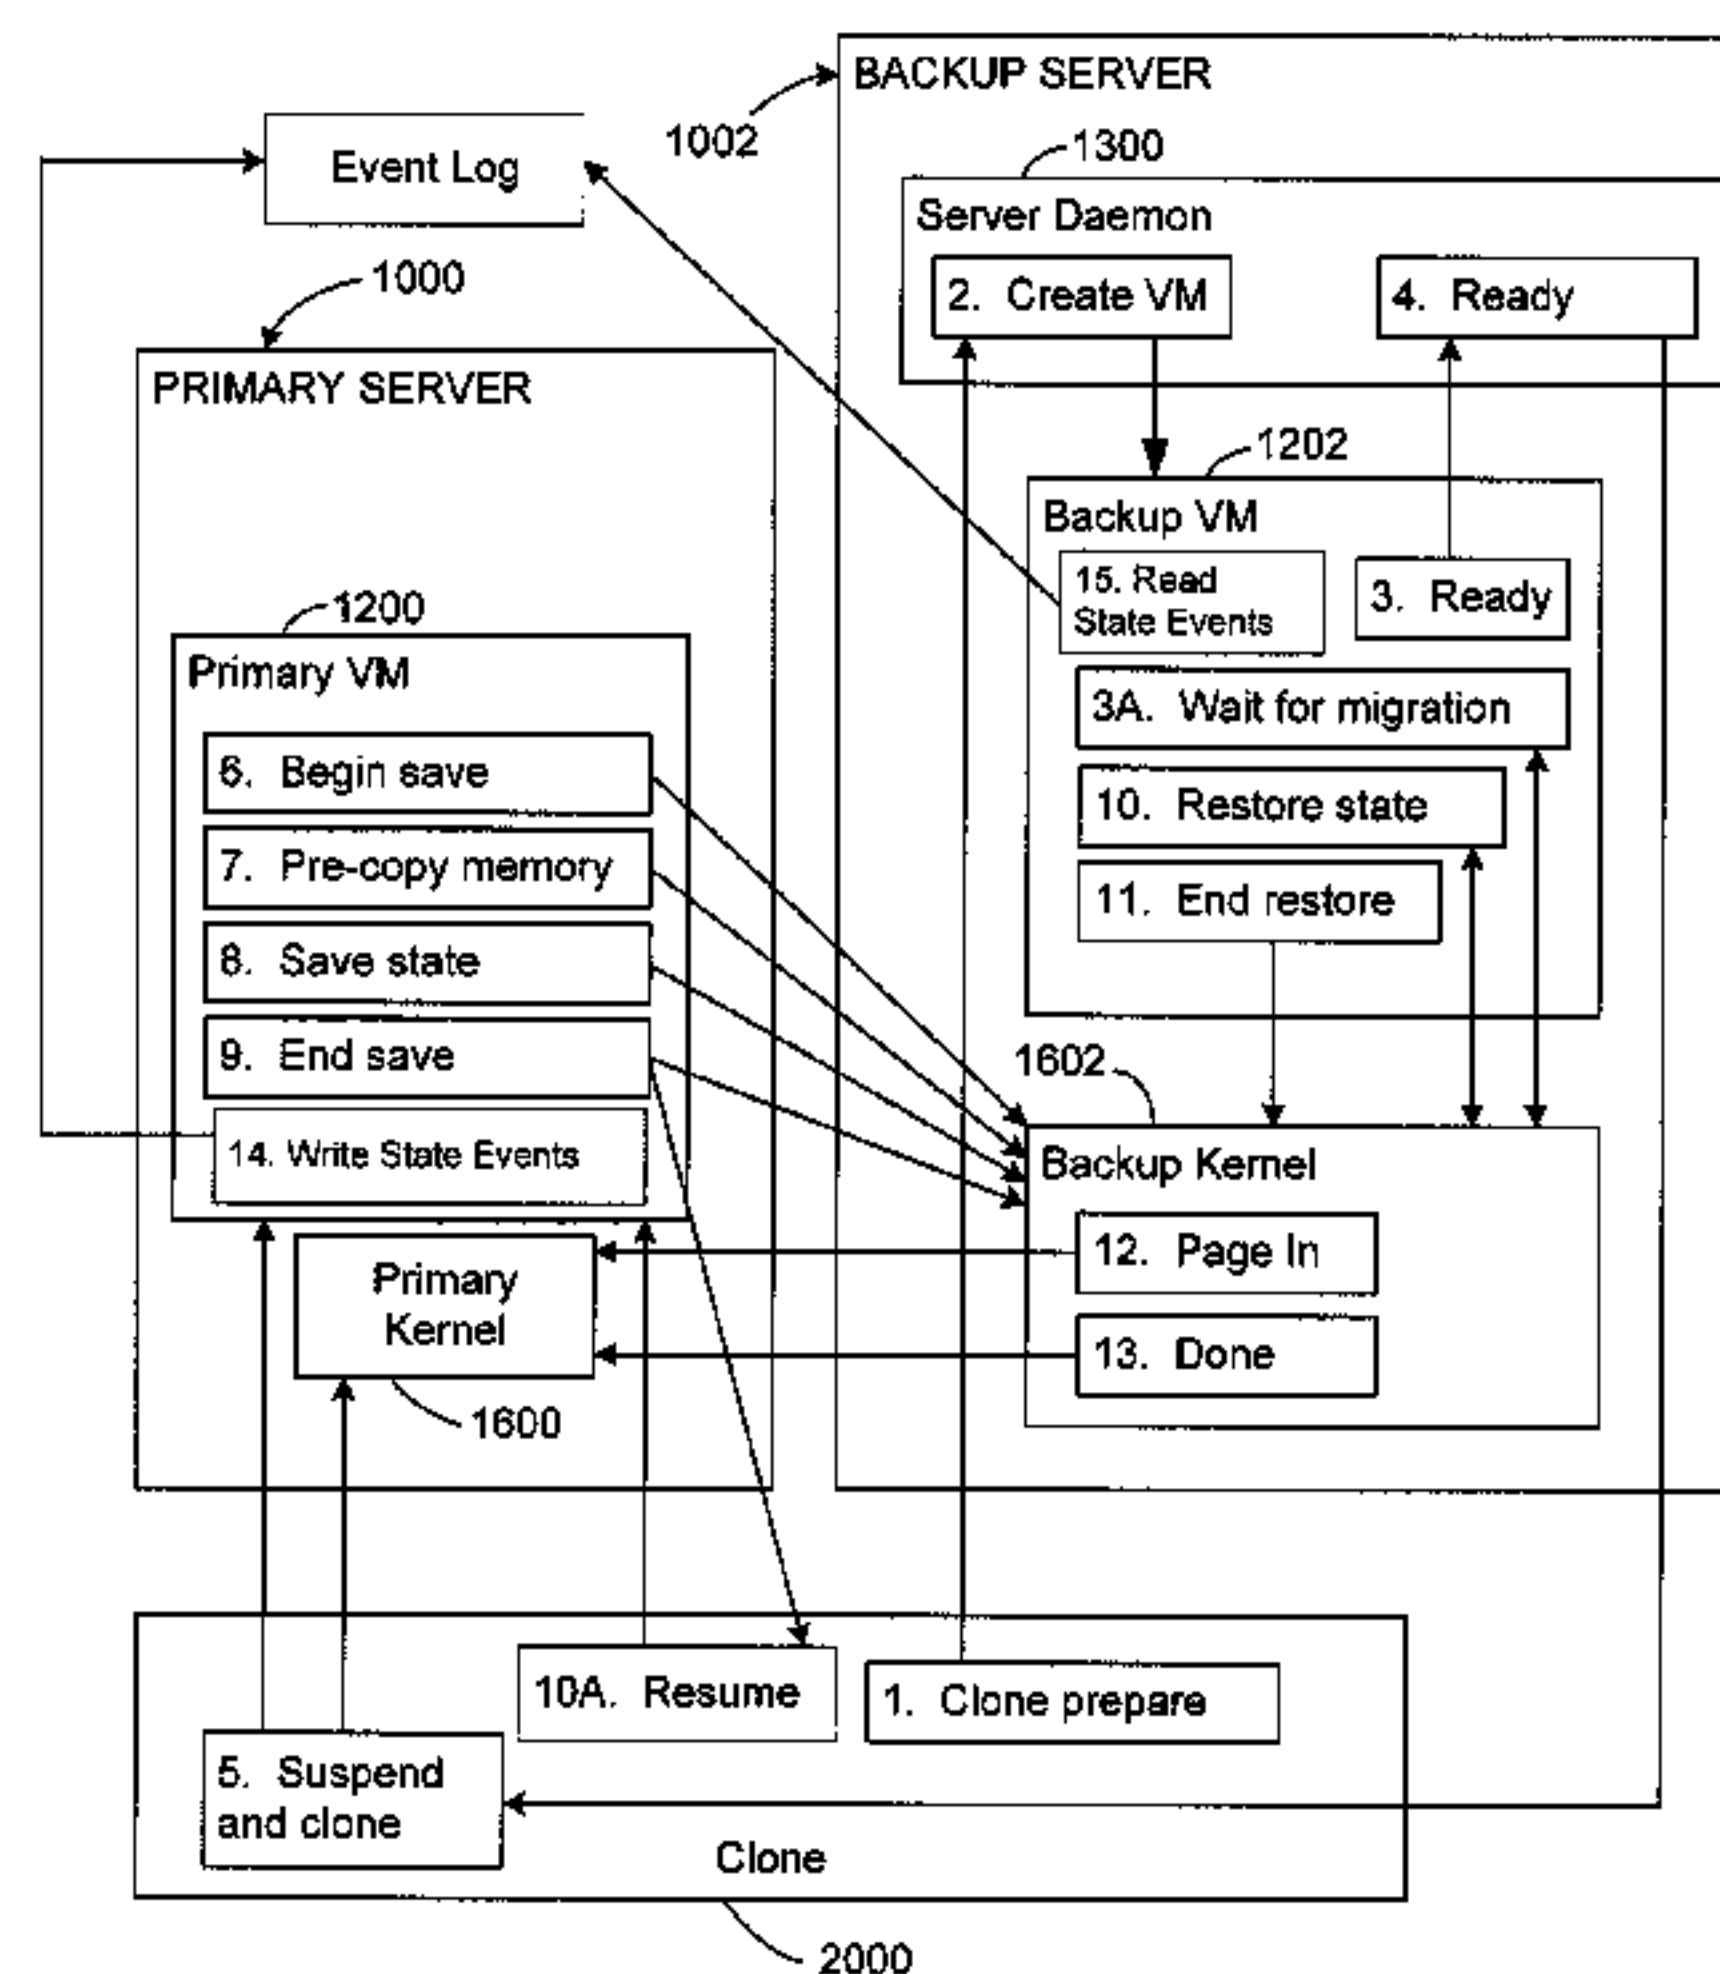 BACKUP SERVER
1002
Event Log
1300
Server Daemon
2. Create VM
4. Ready
1000
PRIMARY SERVER
1202
Backup VM
15. Read
State Events
3. Ready
3A. Wait for migration
10. Restore state
11. End restore
1200
Primary VM
6. Begin save
7. Pre-copy memory
8. Save state
9. End save
14. Write State Events
1602
Backup Kernel
12. Page In
13. Done
Primary
Kernel
1600
10A. Resume
1. Clone prepare
5. Suspend
and clone
Clone
2000